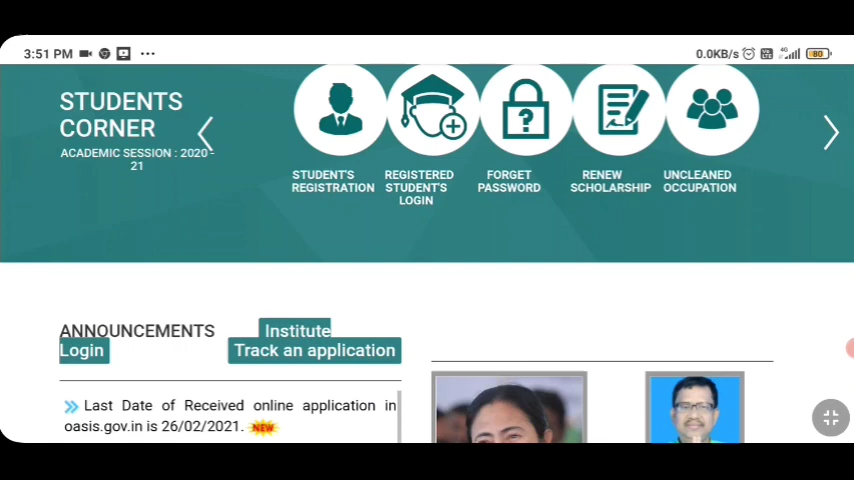 3:51 PM
0.0KB/s 4G 80
STUDENTS
CORNER
ACADEMIC SESSION : 2020 -
21
STUDENT'S
REGISTRATION
REGISTERED
STUDENT'S
LOGIN
FORGET
PASSWORD
RENEW
SCHOLARSHIP
UNCLEANED
OCCUPATION
ANNOUNCEMENTS Institute
Login Track an application
Last Date of Received online application in
oasis.gov.in is 26/02/2021. NEW